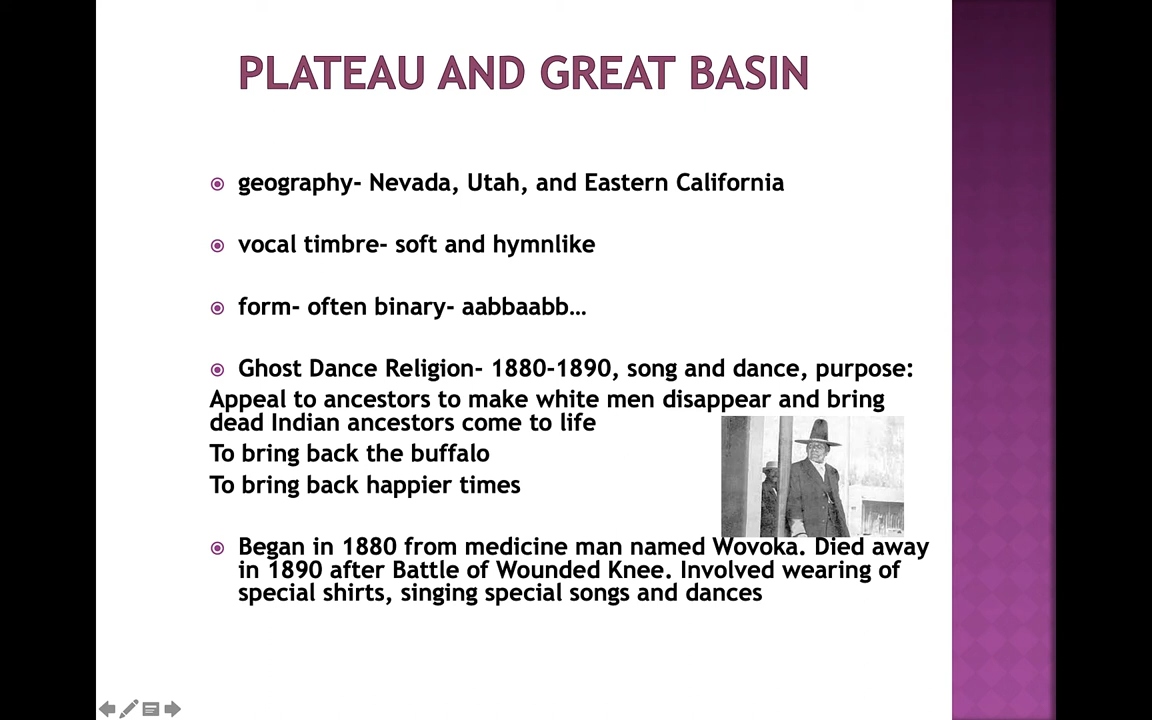 PLATEAU AND GREAT BASIN
geography- Nevada, Utah, and Eastern California
vocal timbre- soft and hymnlike
form- often binary- aabbaabb…
Ghost Dance Religion- 1880-1890, song and dance, purpose:
Appeal to ancestors to make white men disappear and bring
dead Indian ancestors come to life
To bring back the buffalo
To bring back happier times
Began in 1880 from medicine man named Wovoka. Died away
in 1890 after Battle of Wounded Knee. Involved wearing of
special shirts, singing special songs and dances